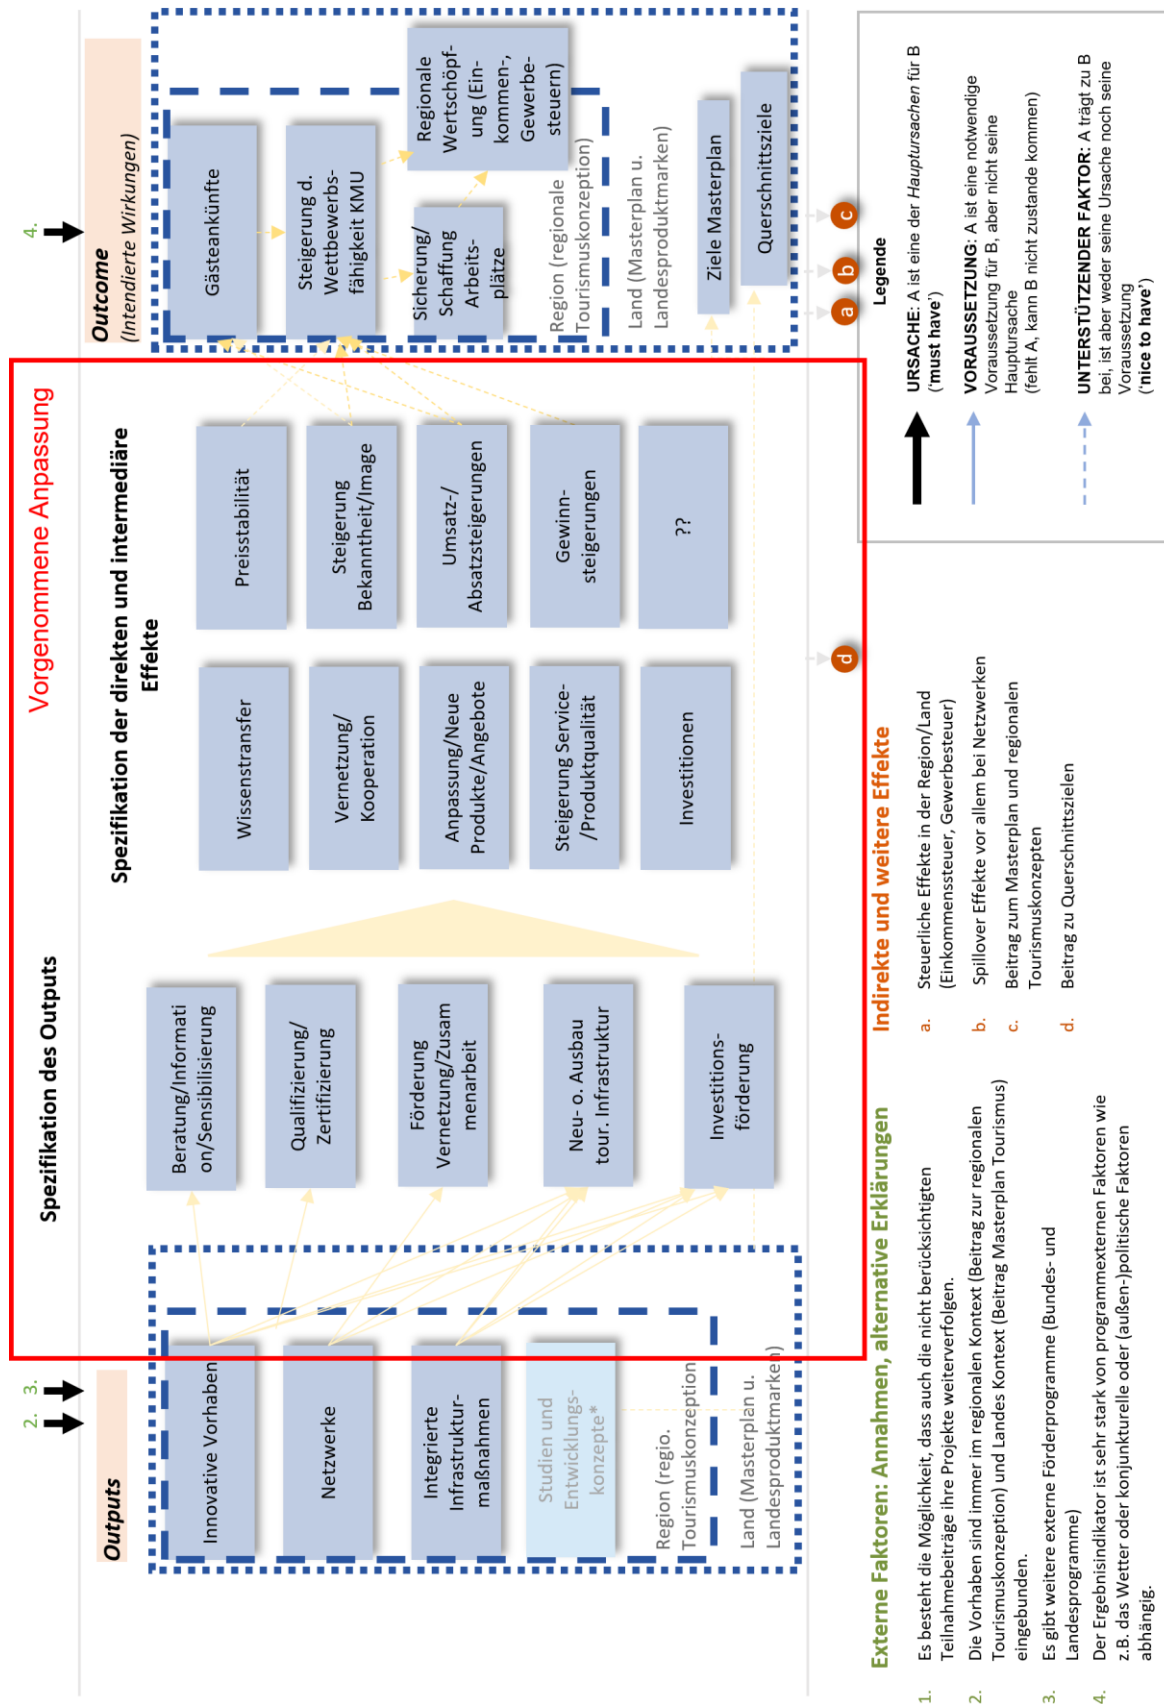 Vorgenommene Anpassung
2.
3.
4.
Outputs
Spezifikation des Outputs
Spezifikation der direkten und intermediäre
Effekte
Outcome
(Intendierte Wirkungen)
Innovative Vorhaben
Netzwerke
Integrierte
Infrastruktur-
maßnahmen
Studien und
Entwicklungs-
konzepte*
Region (regio.
Tourismuskonzeption
Land (Masterplan u.
Landesproduktmarken)
Beratung/Informati
on/Sensibilisierung
Qualifizierung/
Zertifizierung
Förderung
Vernetzung/Zusam
menarbeit
Neu- o. Ausbau
tour. Infrastruktur
Investitions-
förderung
Wissenstransfer
Vernetzung/
Kooperation
Anpassung/Neue
Produkte/Angebote
Steigerung Service-
/Produktqualität
Investitionen
Preisstabilität
Steigerung
Bekanntheit/Image
Umsatz-/
Absatzsteigerungen
Gewinn-
steigerungen
??
Gästeankünfte
Steigerung d.
Wettbewerbs-
fähigkeit KMU
Sicherung/
Schaffung
Arbeits-
plätze
Regionale
Wertschöpf-
ung (Ein-
kommen-,
Gewerbe-
steuern)
Region (regionale
Tourismuskonzeption)
Land (Masterplan u.
Landesproduktmarken)
Ziele Masterplan
Querschnittsziele
d
a
b
c
Externe Faktoren: Annahmen, alternative Erklärungen
1. Es besteht die Möglichkeit, dass auch die nicht berücksichtigten
Teilnahmebeiträge ihre Projekte weiterverfolgen.
2. Die Vorhaben sind immer im regionalen Kontext (Beitrag zur regionalen
Tourismuskonzeption) und Landes Kontext (Beitrag Masterplan Tourismus)
eingebunden.
3. Es gibt weitere externe Förderprogramme (Bundes- und
Landesprogramme)
4. Der Ergebnisindikator ist sehr stark von programmexternen Faktoren wie
z.B. das Wetter oder konjunkturelle oder (außen-)politische Faktoren
abhängig.
Indirekte und weitere Effekte
a. Steuerliche Effekte in der Region/Land
(Einkommenssteuer, Gewerbesteuer)
b. Spillover Effekte vor allem bei Netzwerken
c. Beitrag zum Masterplan und regionalen
Tourismuskonzepten
d. Beitrag zu Querschnittszielen
Legende
URSACHE: A ist eine der Hauptursachen für B
('must have')
VORAUSSETZUNG: A ist eine notwendige
Voraussetzung für B, aber nicht seine
Hauptursache
(fehlt A, kann B nicht zustande kommen)
UNTERSTÜTZENDER FAKTOR: A trägt zu B
bei, ist aber weder seine Ursache noch seine
Voraussetzung
('nice to have')